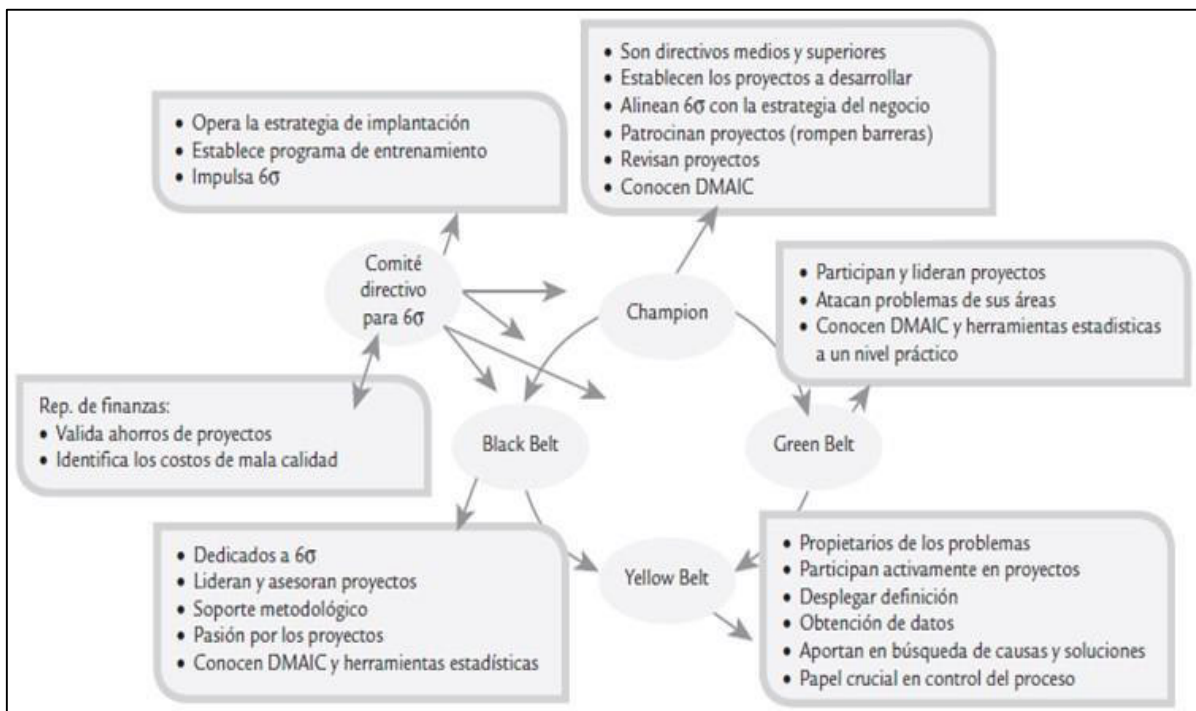 • Son directivos medios y superiores
• Establecen los proyectos a desarrollar
• Alinean 6σ con la estrategia del negocio
• Patrocinan proyectos (rompen barreras)
• Revisan proyectos
• Conocen DMAIC
• Opera la estrategia de implantación
• Establece programa de entrenamiento
• Impulsa 6σ
Comité
directivo
para 6σ
Champion
• Participan y lideran proyectos
• Atacan problemas de sus áreas
• Conocen DMAIC y herramientas estadísticas
a un nivel práctico
Rep. de finanzas:
• Valida ahorros de proyectos
• Identifica los costos de mala calidad
Black Belt
Green Belt
• Dedicados a 6σ
• Lideran y asesoran proyectos
• Soporte metodológico
• Pasión por los proyectos
• Conocen DMAIC y herramientas estadísticas
Yellow Belt
• Propietarios de los problemas
• Participan activamente en proyectos
• Desplegar definición
• Obtención de datos
• Aportan en búsqueda de causas y soluciones
• Papel crucial en control del proceso